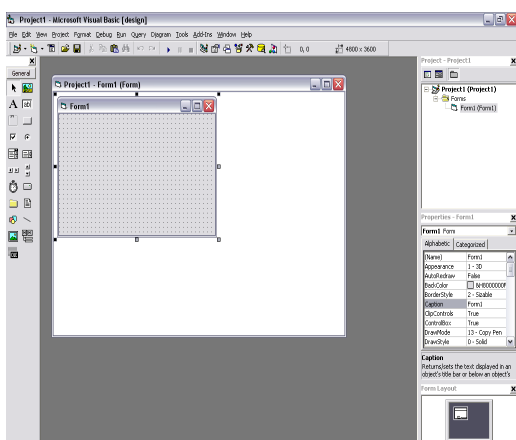 Project1 - Microsoft Visual Basic [design]
File Edit View Project Format Debug Run Query Diagram Tools Add-Ins Window Help
0, 0
4800 x 3600
General
A
ab|
Project1 - Form1 (Form)
Form1
Project - Project1
Project1 (Project1)
Forms
Form1 (Form1)
Properties - Form1
Form1 Form
Alphabetic Categorized
(Name) Form1
Appearance 1 - 3D
AutoRedraw False
BackColor &H8000000F
BorderStyle 2 - Sizable
Caption Form1
ClipControls True
ControlBox True
DrawMode 13 - Copy Pen
DrawStyle 0 - Solid
Caption
Returns/sets the text displayed in an
object's title bar or below an object's
Form Layout